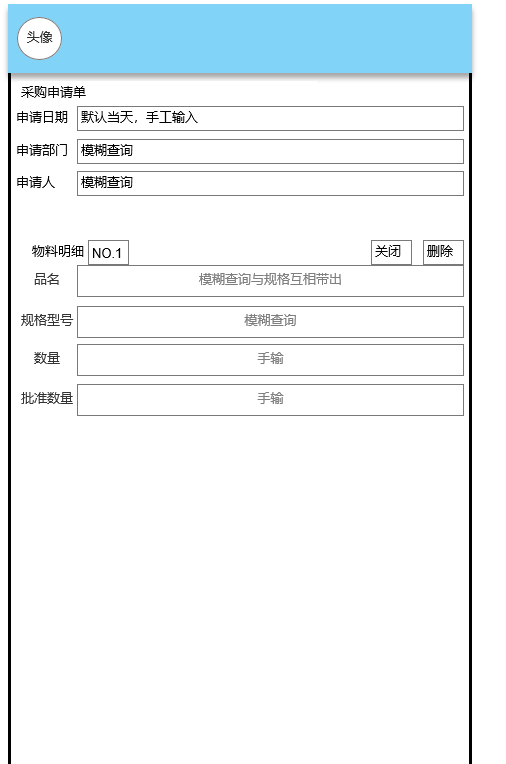 头像
采购申请单
申请日期 默认当天，手工输入
申请部门 模糊查询
申请人 模糊查询
物料明细 NO.1 关闭 删除
品名 模糊查询与规格互相带出
规格型号 模糊查询
数量 手输
批准数量 手输